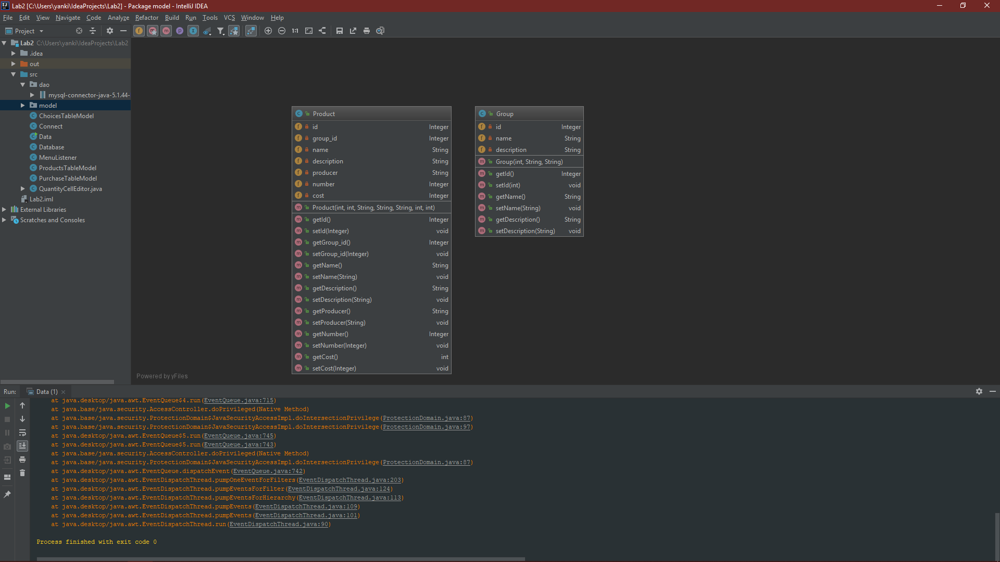 Lab2 [C:\Users\yanki\IdeaProjects\Lab2] - Package model - IntelliJ IDEA
File Edit View Navigate Code Analyze Refactor Build Run Tools VCS Window Help
Project
1:1
Lab2 C:\Users\yanki\IdeaProjects\Lab2
.idea
out
src
dao
mysql-connector-java-5.1.44-
model
ChoicesTableModel
Connect
Data
Database
MenuListener
ProductsTableModel
PurchaseTableModel
QuantityCellEditor.java
Lab2.iml
External Libraries
Scratches and Consoles
Product
id Integer
group_id Integer
name String
description String
producer String
number Integer
cost Integer
Product(int, int, String, String, String, int, int)
getId() Integer
setId(Integer) void
getGroup_id() Integer
setGroup_id(Integer) void
getName() String
setName(String) void
getDescription() String
setDescription(String) void
getProducer() String
setProducer(String) void
getNumber() Integer
setNumber(Integer) void
getCost() int
setCost(Integer) void
Group
id Integer
name String
description String
Group(int, String, String)
getId() Integer
setId(int) void
getName() String
setName(String) void
getDescription() String
setDescription(String) void
Powered by yFiles
Run: Data (1)
at java.desktop/java.awt.EventQueue$4.run(EventQueue.java:715)
at java.base/java.security.AccessController.doPrivileged(Native Method)
at java.base/java.security.ProtectionDomain$JavaSecurityAccessImpl.doIntersectionPrivilege(ProtectionDomain.java:87)
at java.base/java.security.ProtectionDomain$JavaSecurityAccessImpl.doIntersectionPrivilege(ProtectionDomain.java:97)
at java.desktop/java.awt.EventQueue$5.run(EventQueue.java:745)
at java.desktop/java.awt.EventQueue$5.run(EventQueue.java:743)
at java.base/java.security.AccessController.doPrivileged(Native Method)
at java.base/java.security.ProtectionDomain$JavaSecurityAccessImpl.doIntersectionPrivilege(ProtectionDomain.java:87)
at java.desktop/java.awt.EventQueue.dispatchEvent(EventQueue.java:742)
at java.desktop/java.awt.EventDispatchThread.pumpOneEventForFilters(EventDispatchThread.java:203)
at java.desktop/java.awt.EventDispatchThread.pumpEventsForFilter(EventDispatchThread.java:124)
at java.desktop/java.awt.EventDispatchThread.pumpEventsForHierarchy(EventDispatchThread.java:113)
at java.desktop/java.awt.EventDispatchThread.pumpEvents(EventDispatchThread.java:109)
at java.desktop/java.awt.EventDispatchThread.pumpEvents(EventDispatchThread.java:101)
at java.desktop/java.awt.EventDispatchThread.run(EventDispatchThread.java:90)
Process finished with exit code 0